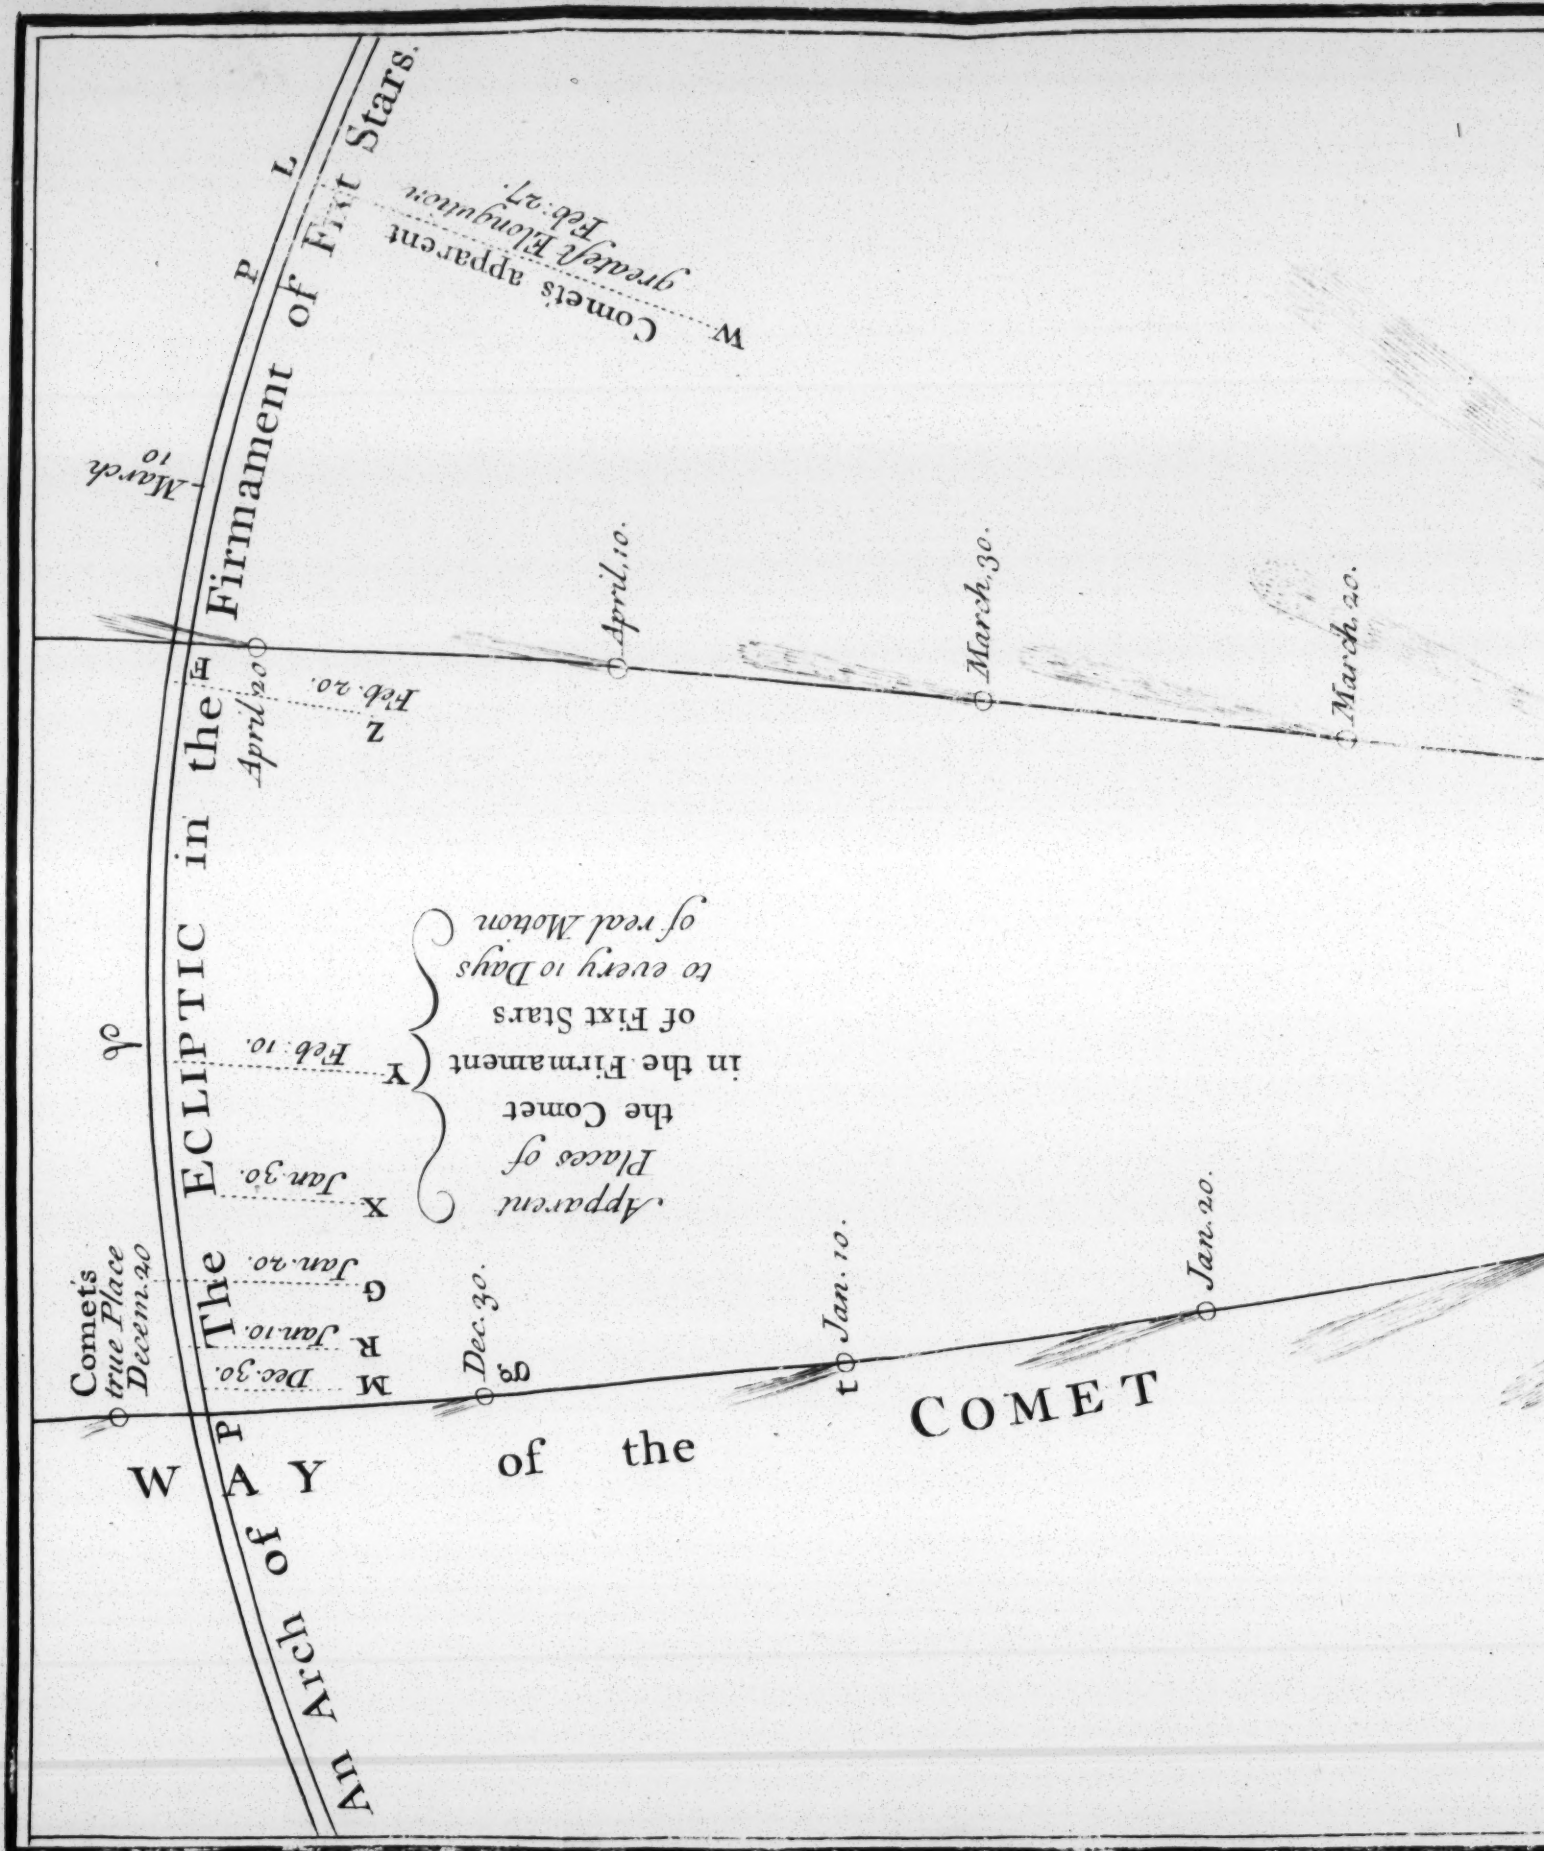 An Arch of The ECLIPTIC in the Firmament of Fixt Stars.
P
P
L
E
P
March
10
W
Comet's apparent
greatest Elongation
Feb. 27.
April, 10.
March, 30.
March, 20.
April 20
Feb. 20.
Z
Apparent
Places of
the Comet
in the Firmament
of Fixt Stars
to every 10 Days
of real Motion
♈
Feb. 10.
Y
Jan. 30.
X
Jan. 20.
G
Jan. 10.
R
Dec. 30.
M
Comet's
true Place
Decem. 20
Dec. 30.
g
Jan. 10.
t
Jan. 20.
WAY of the COMET